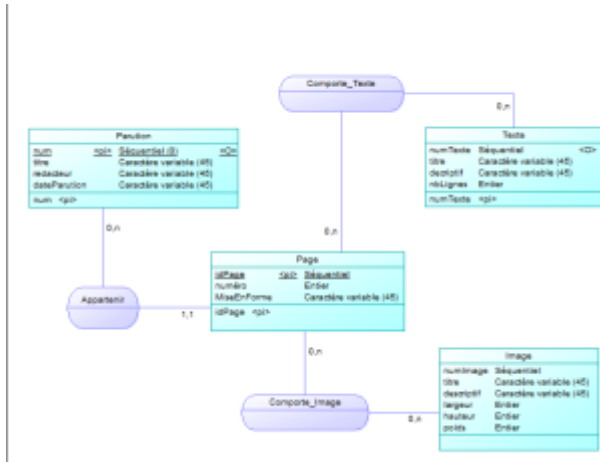 Comporte_Texte
0,n
Parution
num <pi> Séquentiel (8) <O>
titre Caractère variable (45)
redacteur Caractère variable (45)
dateParution Caractère variable (45)
num <pi>
Texte
numTexte Séquentiel <O>
titre Caractère variable (45)
descriptif Caractère variable (45)
nbLignes Entier
numTexte <pi>
0,n
0,n
Page
idPage <pi> Séquentiel
numéro Entier
MiseEnForme Caractère variable (45)
idPage <pi>
Appartenir
1,1
0,n
Image
numImage Séquentiel
titre Caractère variable (45)
descriptif Caractère variable (45)
largeur Entier
hauteur Entier
poids Entier
Comporte_Image
0,n